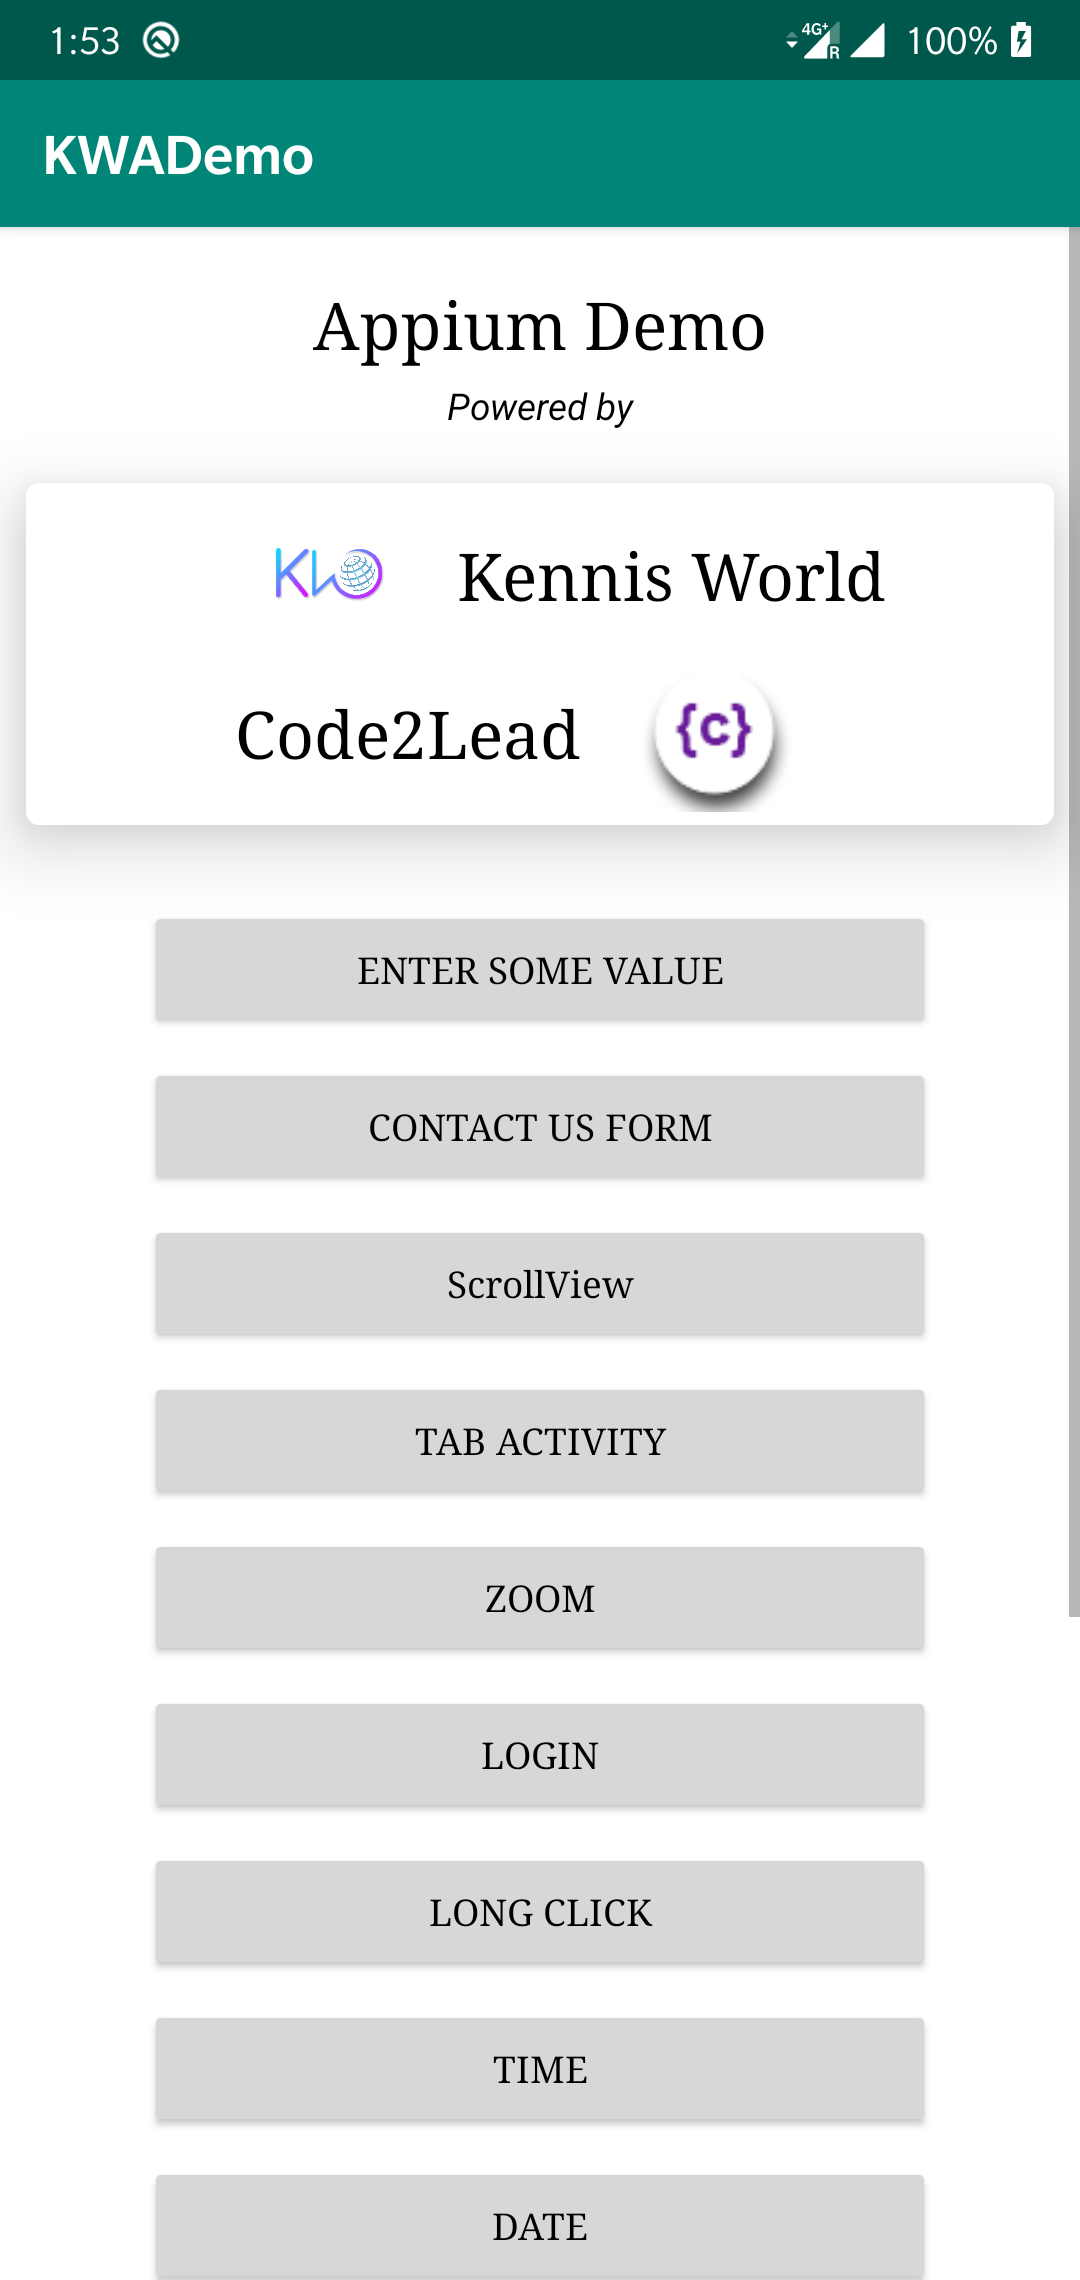 1:53
4G+
R
100%
KWADemo
Appium Demo
Powered by
Kennis World
Code2Lead
{c}
ENTER SOME VALUE
CONTACT US FORM
ScrollView
TAB ACTIVITY
ZOOM
LOGIN
LONG CLICK
TIME
DATE